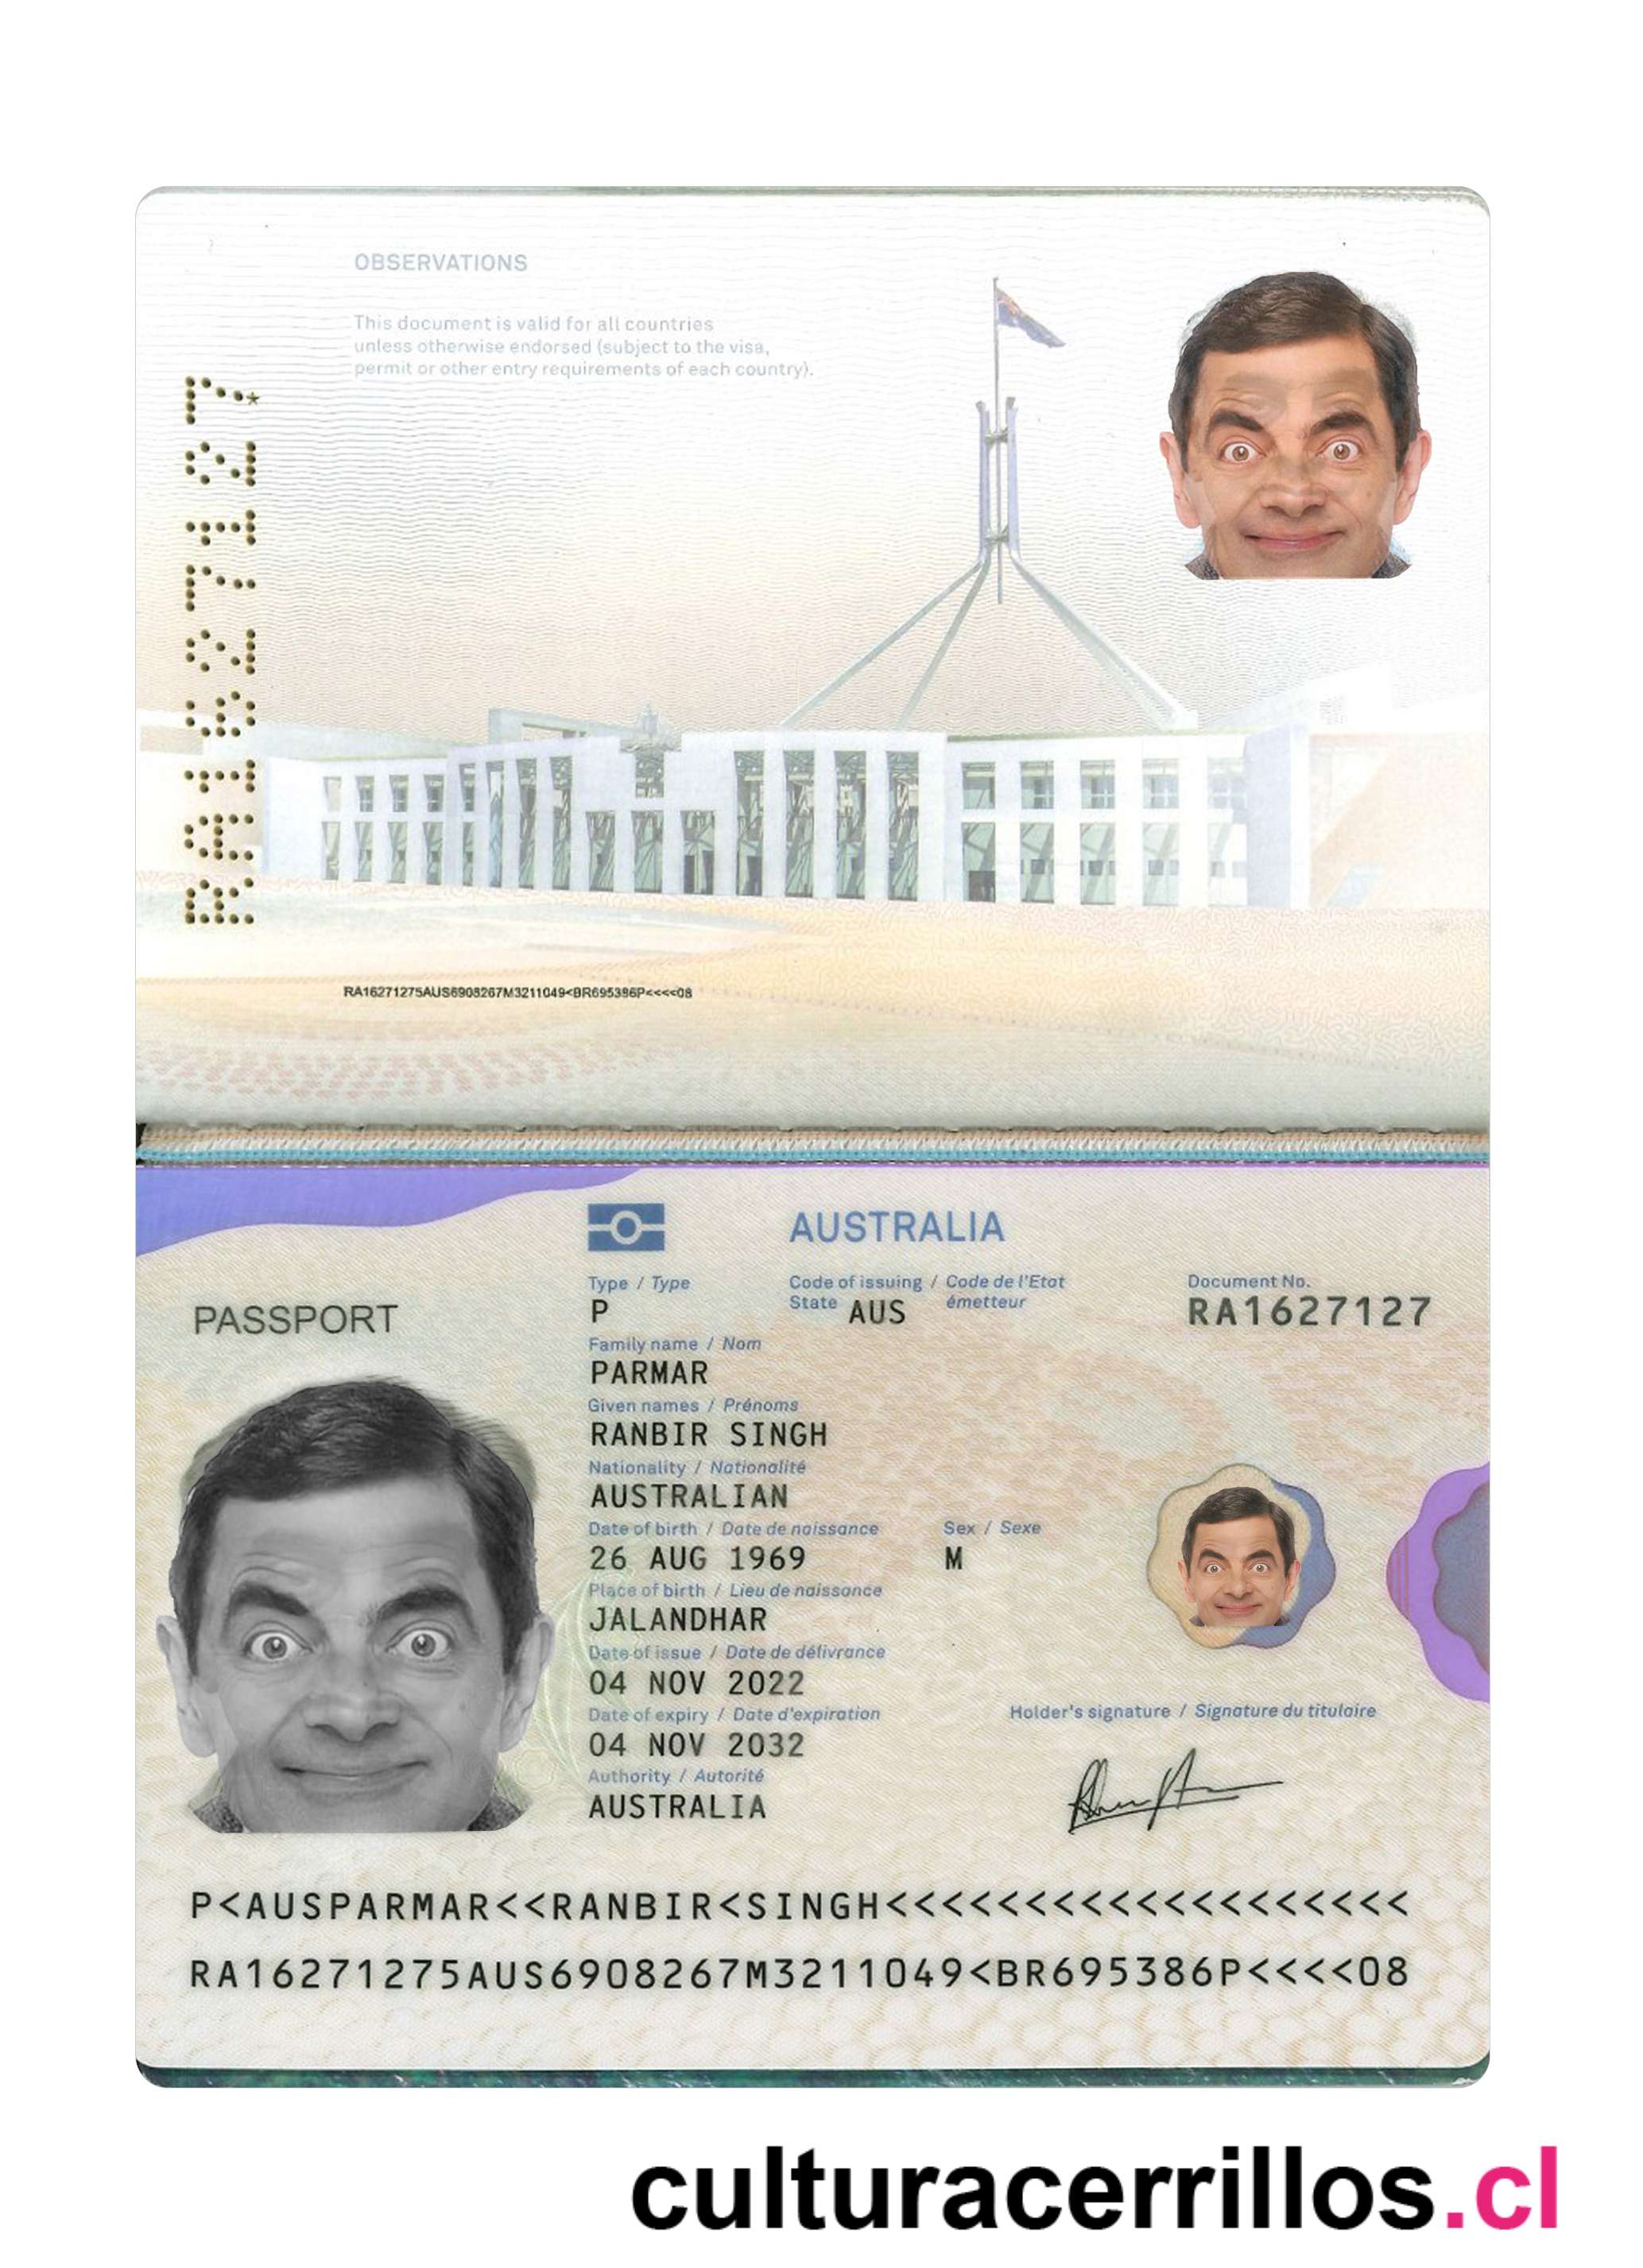 OBSERVATIONS
This document is valid for all countries
unless otherwise endorsed (subject to the visa,
permit or other entry requirements of each country).
RA1627127*
RA16271275AUS6908267M3211049<BR695386P<<<<08
AUSTRALIA
PASSPORT
Type / Type
P
Code of issuing / Code de l'Etat
State AUS émetteur
Document No.
RA1627127
Family name / Nom
PARMAR
Given names / Prénoms
RANBIR SINGH
Nationality / Nationalité
AUSTRALIAN
Date of birth / Date de naissance
26 AUG 1969
Sex / Sexe
M
Place of birth / Lieu de naissance
JALANDHAR
Date of issue / Date de délivrance
04 NOV 2022
Date of expiry / Date d'expiration
04 NOV 2032
Authority / Autorité
AUSTRALIA
Holder's signature / Signature du titulaire
P<AUSPARMAR<<RANBIR<SINGH<<<<<<<<<<<<<<<<<<<
RA16271275AUS6908267M3211049<BR695386P<<<<08
culturacerrillos.cl